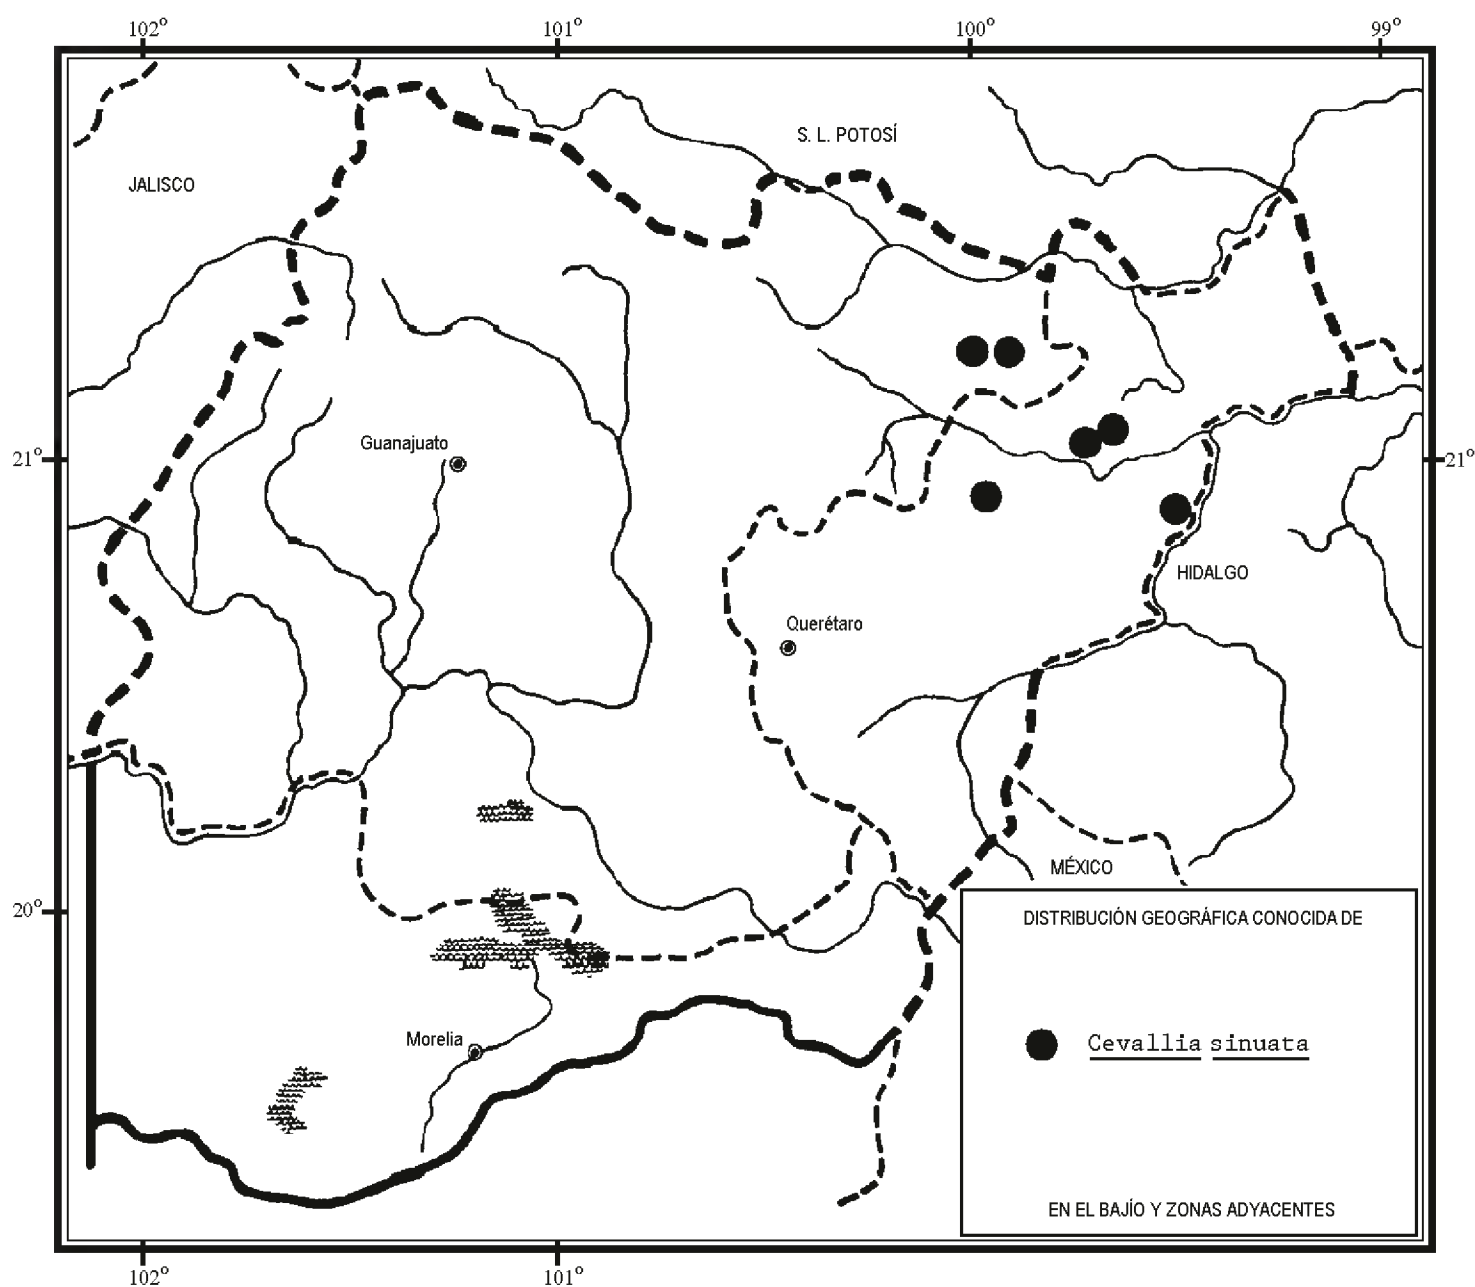 102° 101° 100° 99°
S. L. POTOSÍ
JALISCO
Guanajuato
21° 21°
HIDALGO
Querétaro
MÉXICO
20°
DISTRIBUCIÓN GEOGRÁFICA CONOCIDA DE
Morelia
Cevallia sinuata
EN EL BAJÍO Y ZONAS ADYACENTES
102° 101°